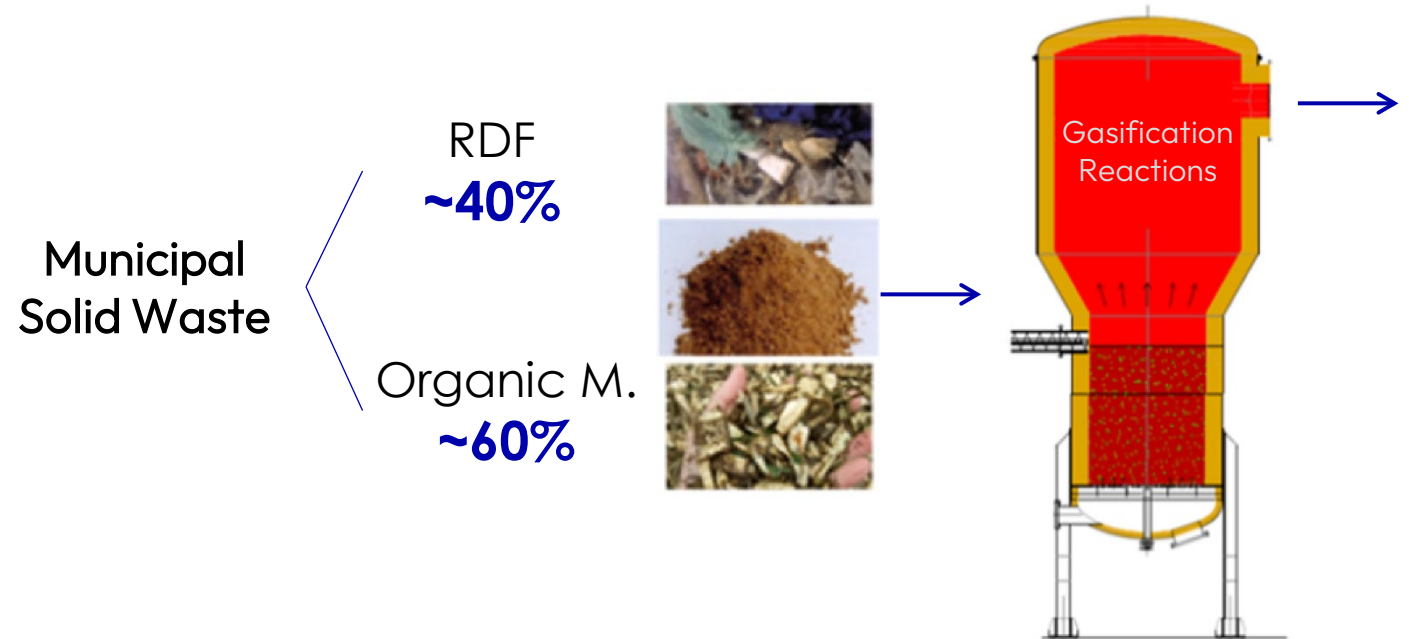 Municipal
Solid Waste
RDF
~40%
Organic M.
~60%
Gasification
Reactions